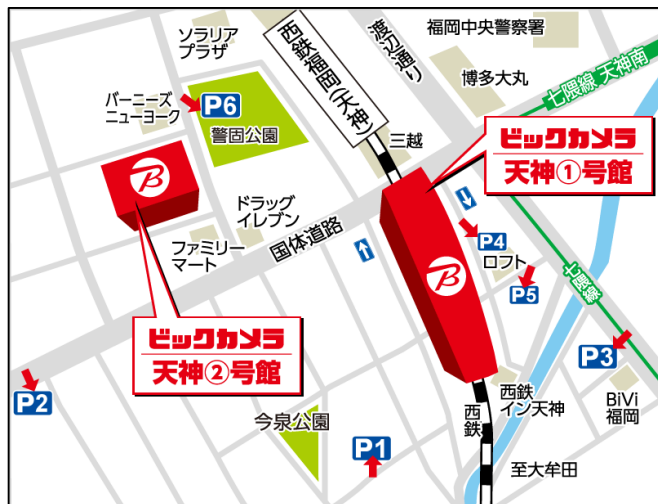 ソラリア
プラザ
西鉄福岡(天神)
渡辺通り
福岡中央警察署
博多大丸
七隈線 天神南
バーニーズ
ニューヨーク
P6
警固公園
三越
ビックカメラ
天神①号館
B
ドラッグ
イレブン
国体道路
ファミリー
マート
P4
ロフト
P5
七隈線
B
ビックカメラ
天神②号館
P3
P2
今泉公園
P1
西鉄
西鉄
イン天神
BiVi
福岡
至大牟田